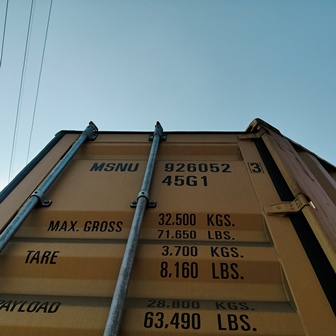 MSNU 926052 3
45G1
MAX. GROSS 32.500 KGS.
71.650 LBS.
TARE 3.700 KGS.
8.160 LBS.
PAYLOAD 28.800 KGS.
63.490 LBS.